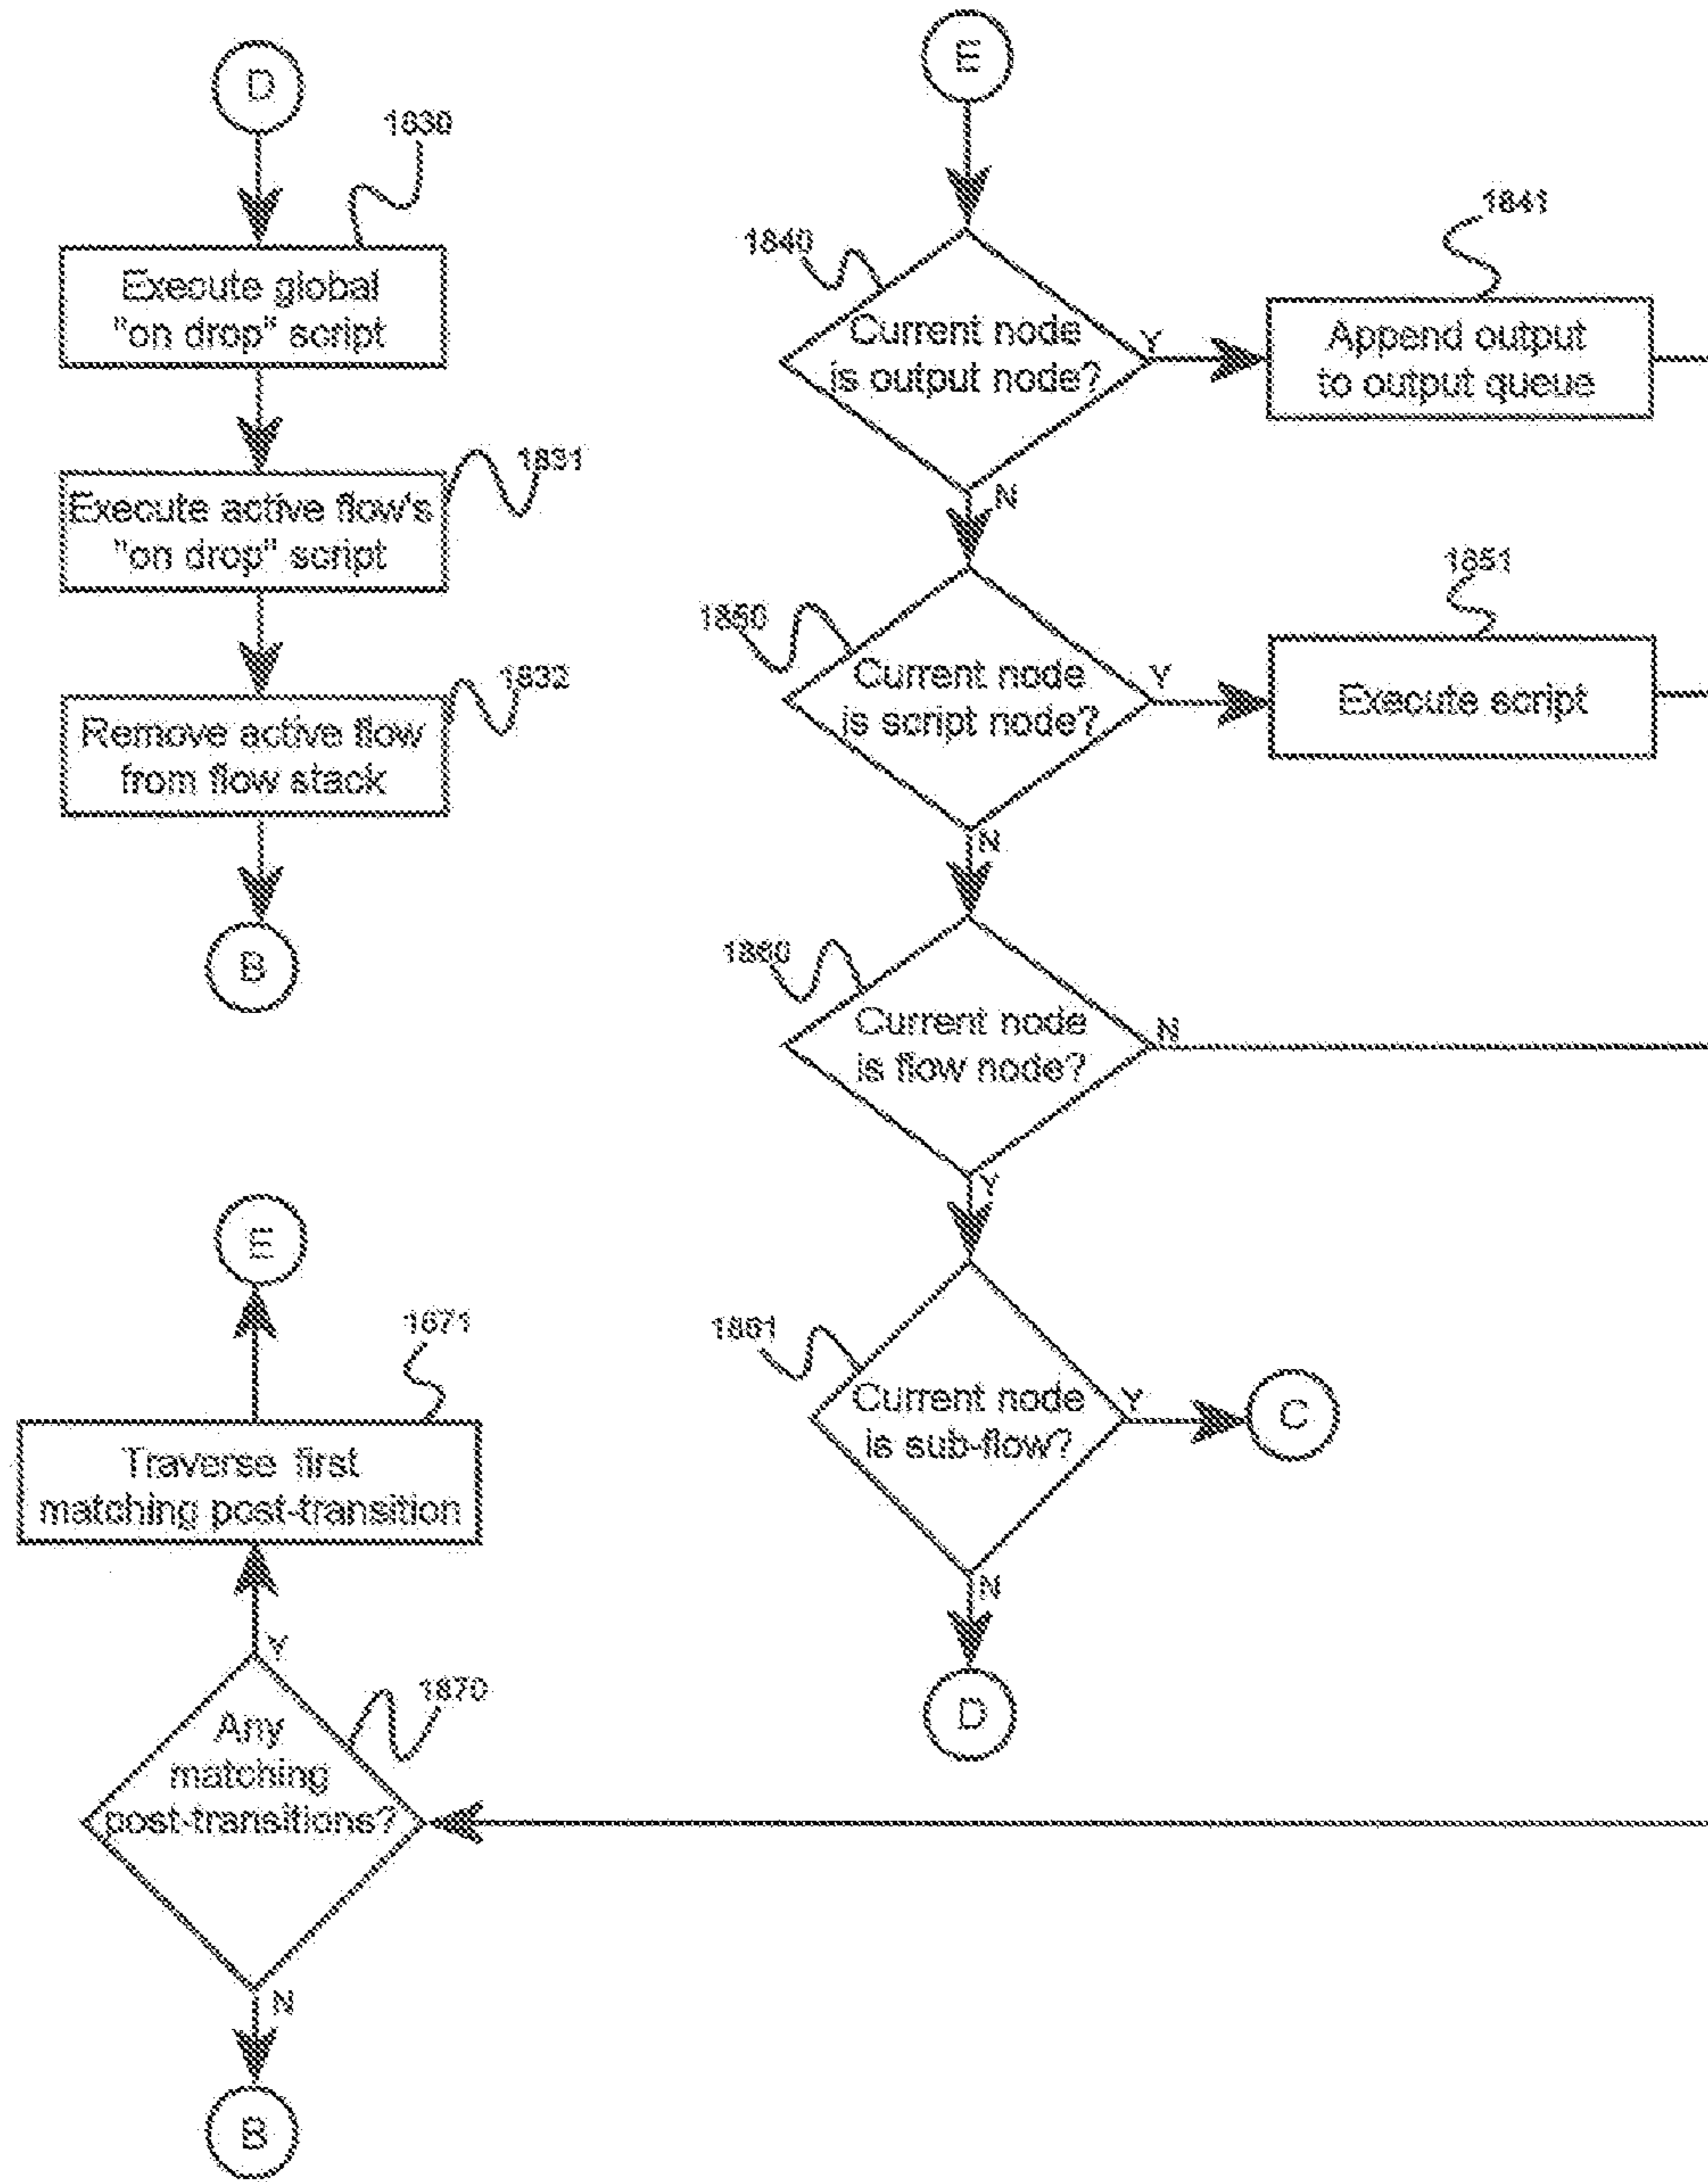 D
1830
Execute global
"on drop" script
1831
Execute active flow's
"on drop" script
1832
Remove active flow
from flow stack
B
E
1840
Current node
is output node?
Y
1841
Append output
to output queue
N
1850
Current node
is script node?
Y
1851
Execute script
N
1860
Current node
is flow node?
N
Y
1861
Current node
is sub-flow?
Y
C
N
D
E
1871
Traverse first
matching post-transition
Y
1870
Any
matching
post-transitions?
N
B